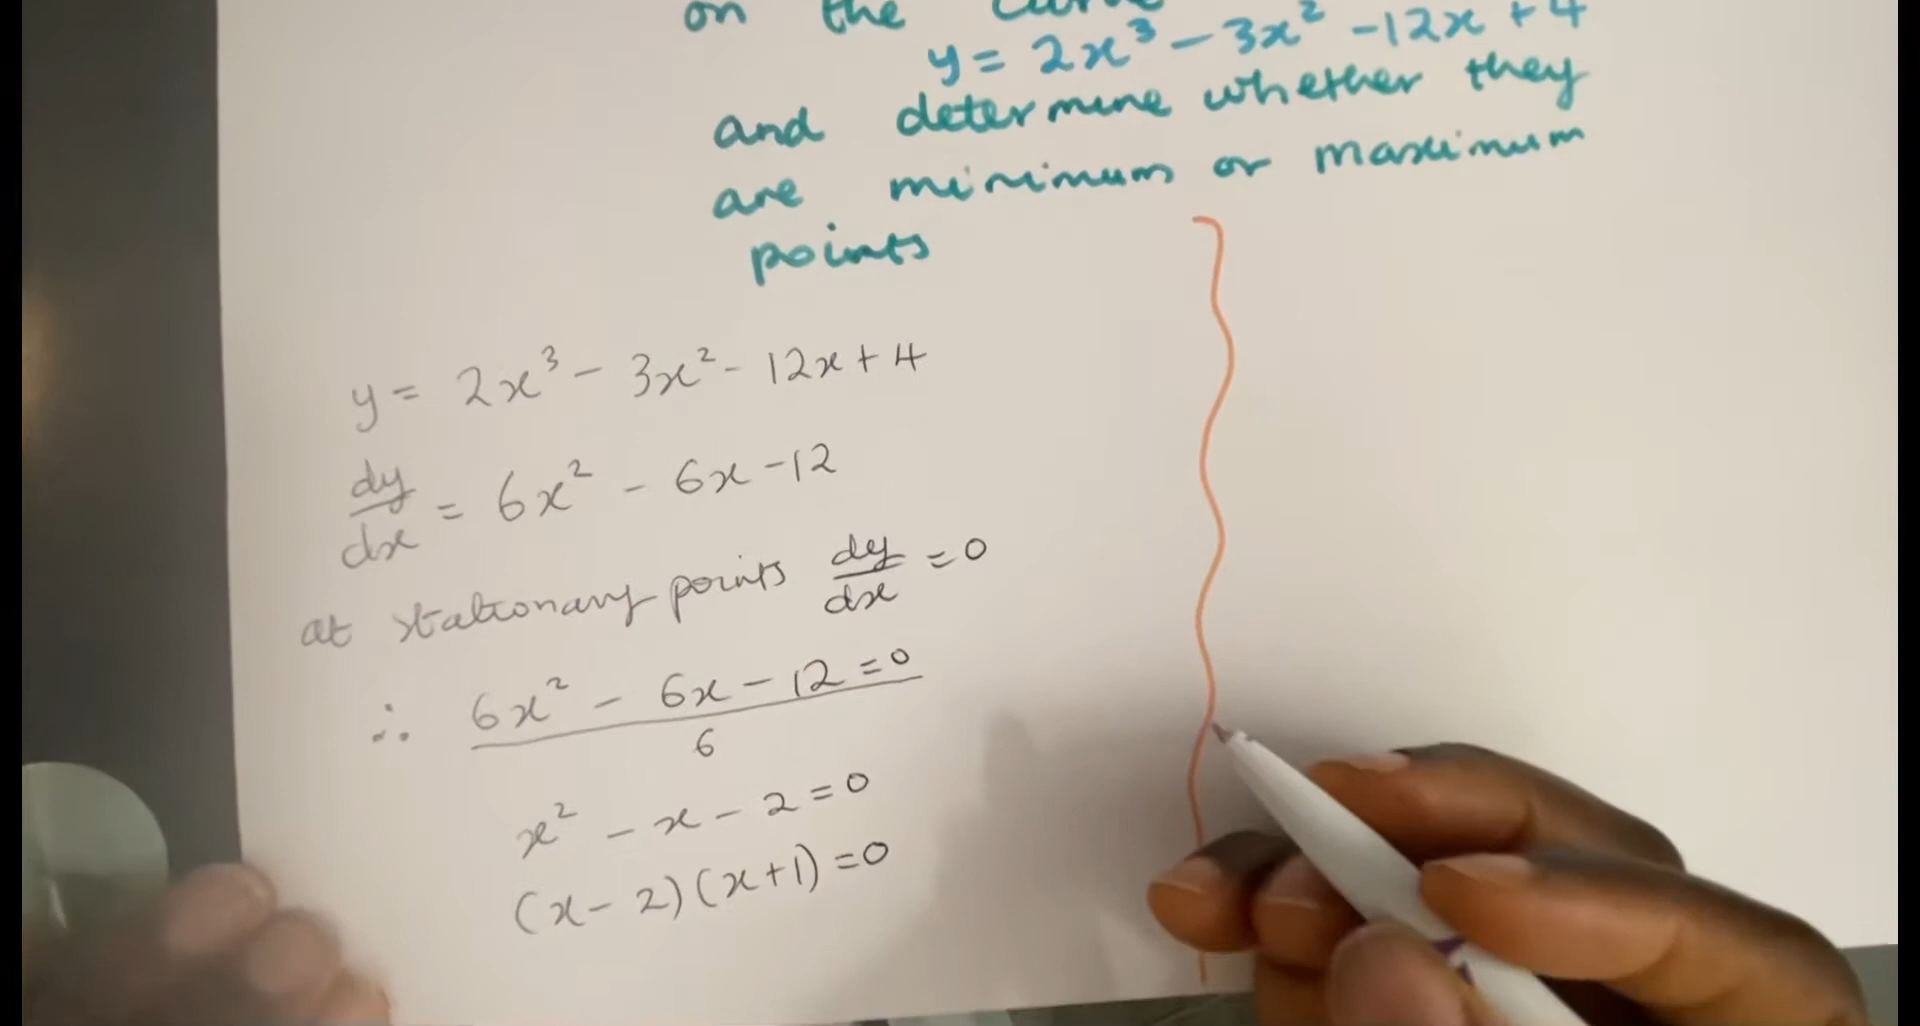 on the curve
y = 2x³ - 3x² - 12x + 4
and determine whether they
are minimum or maximum
points
y = 2x³ - 3x² - 12x + 4
dy/dx = 6x² - 6x - 12
at stationary points dy/dx = 0
∴ 6x² - 6x - 12 = 0
6
x² - x - 2 = 0
(x - 2)(x + 1) = 0